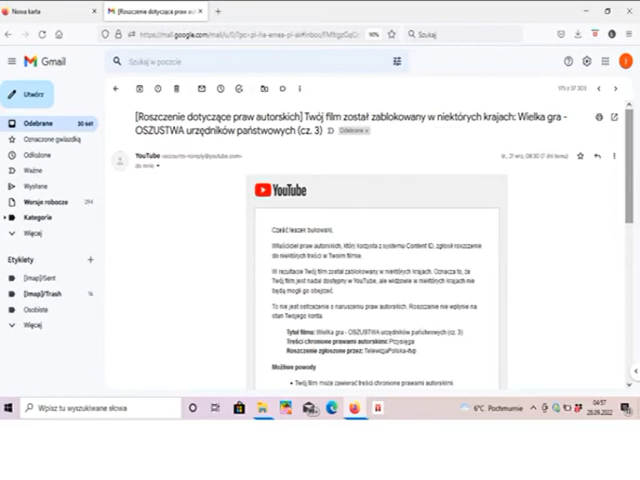 Nowa karta
[Roszczenie dotyczące praw aut
Szukaj
Gmail
Szukaj w poczcie
Utwórz
Odebrane
Oznaczone gwiazdką
Odłożone
Ważne
Wysłane
Wersje robocze
Kategorie
Więcej
Etykiety
[Imap]/Sent
[Imap]/Trash
Osobiste
Więcej
[Roszczenie dotyczące praw autorskich] Twój film został zablokowany w niektórych krajach: Wielka gra -
OSZUSTWA urzędników państwowych (cz. 3)
Odebrane x
YouTube
do mnie
YouTube
Cześć leszek bukowski,
Właściciel praw autorskich, który korzysta z systemu Content ID, zgłosił roszczenie
do niektórych treści w Twoim filmie.
W rezultacie Twój film został zablokowany w niektórych krajach. Oznacza to, że
Twój film jest nadal dostępny w YouTube, ale widzowie w niektórych krajach nie
będą mogli go obejrzeć.
To nie jest ostrzeżenie o naruszeniu praw autorskich. Roszczenie nie wpłynie na
stan Twojego konta.
Tytuł filmu: Wielka gra - OSZUSTWA urzędników państwowych (cz. 3)
Treści chronione prawami autorskimi: Przysięga
Roszczenie zgłoszone przez: TelewizjaPolska-tvp
Możliwe powody
• Twój film może zawierać treści chronione prawami autorskimi
Wpisz tu wyszukiwane słowa
6°C Pochmurnie
04:57
28.09.2022